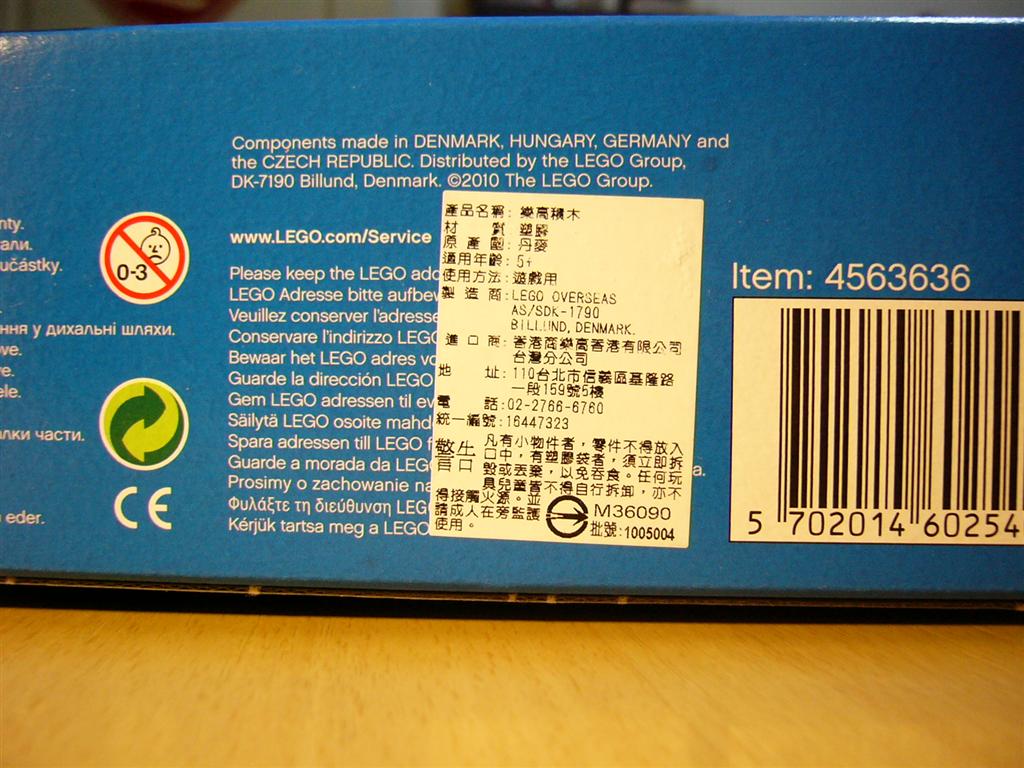 Components made in DENMARK, HUNGARY, GERMANY and
the CZECH REPUBLIC. Distributed by the LEGO Group,
DK-7190 Billund, Denmark. ©2010 The LEGO Group.
nty.
тали.
učástky.
ння у дихальні шляхи.
ove.
e.
ele.
алки части.
eder.
0-3
CE
www.LEGO.com/Service
Please keep the LEGO add
LEGO Adresse bitte aufbew
Veuillez conserver l'adresse
Conservare l'indirizzo LEGO
Bewaar het LEGO adres vo
Guarde la dirección LEGO
Gem LEGO adressen til ev
Säilytä LEGO osoite mahd
Spara adressen till LEGO f
Guarde a morada da LEG
a.
Prosimy o zachowanie na
Φυλάξτε τη διεύθυνση LEG
Kérjük tartsa meg a LEGO
產品名稱:樂高積木
材 質:塑膠
原 產 國:丹麥
適用年齡:5+
使用方法:遊戲用
製 造 商:LEGO OVERSEAS
AS/SDK-1790
BILLUND, DENMARK.
進 口 商:香港商樂高香港有限公司
台灣分公司
地 址:110台北市信義區基隆路
一段159號5樓
電 話:02-2766-6760
統一編號:16447323
警告
凡有小物件者,零件不得放入
口中,有塑膠袋者,須立即拆
毀或丟棄,以免吞食。任何玩
具兒童皆不得自行拆卸,亦不
得接觸火源。並
請成人在旁監護
使用。
M36090
批號:1005004
Item: 4563636
5 702014 60254